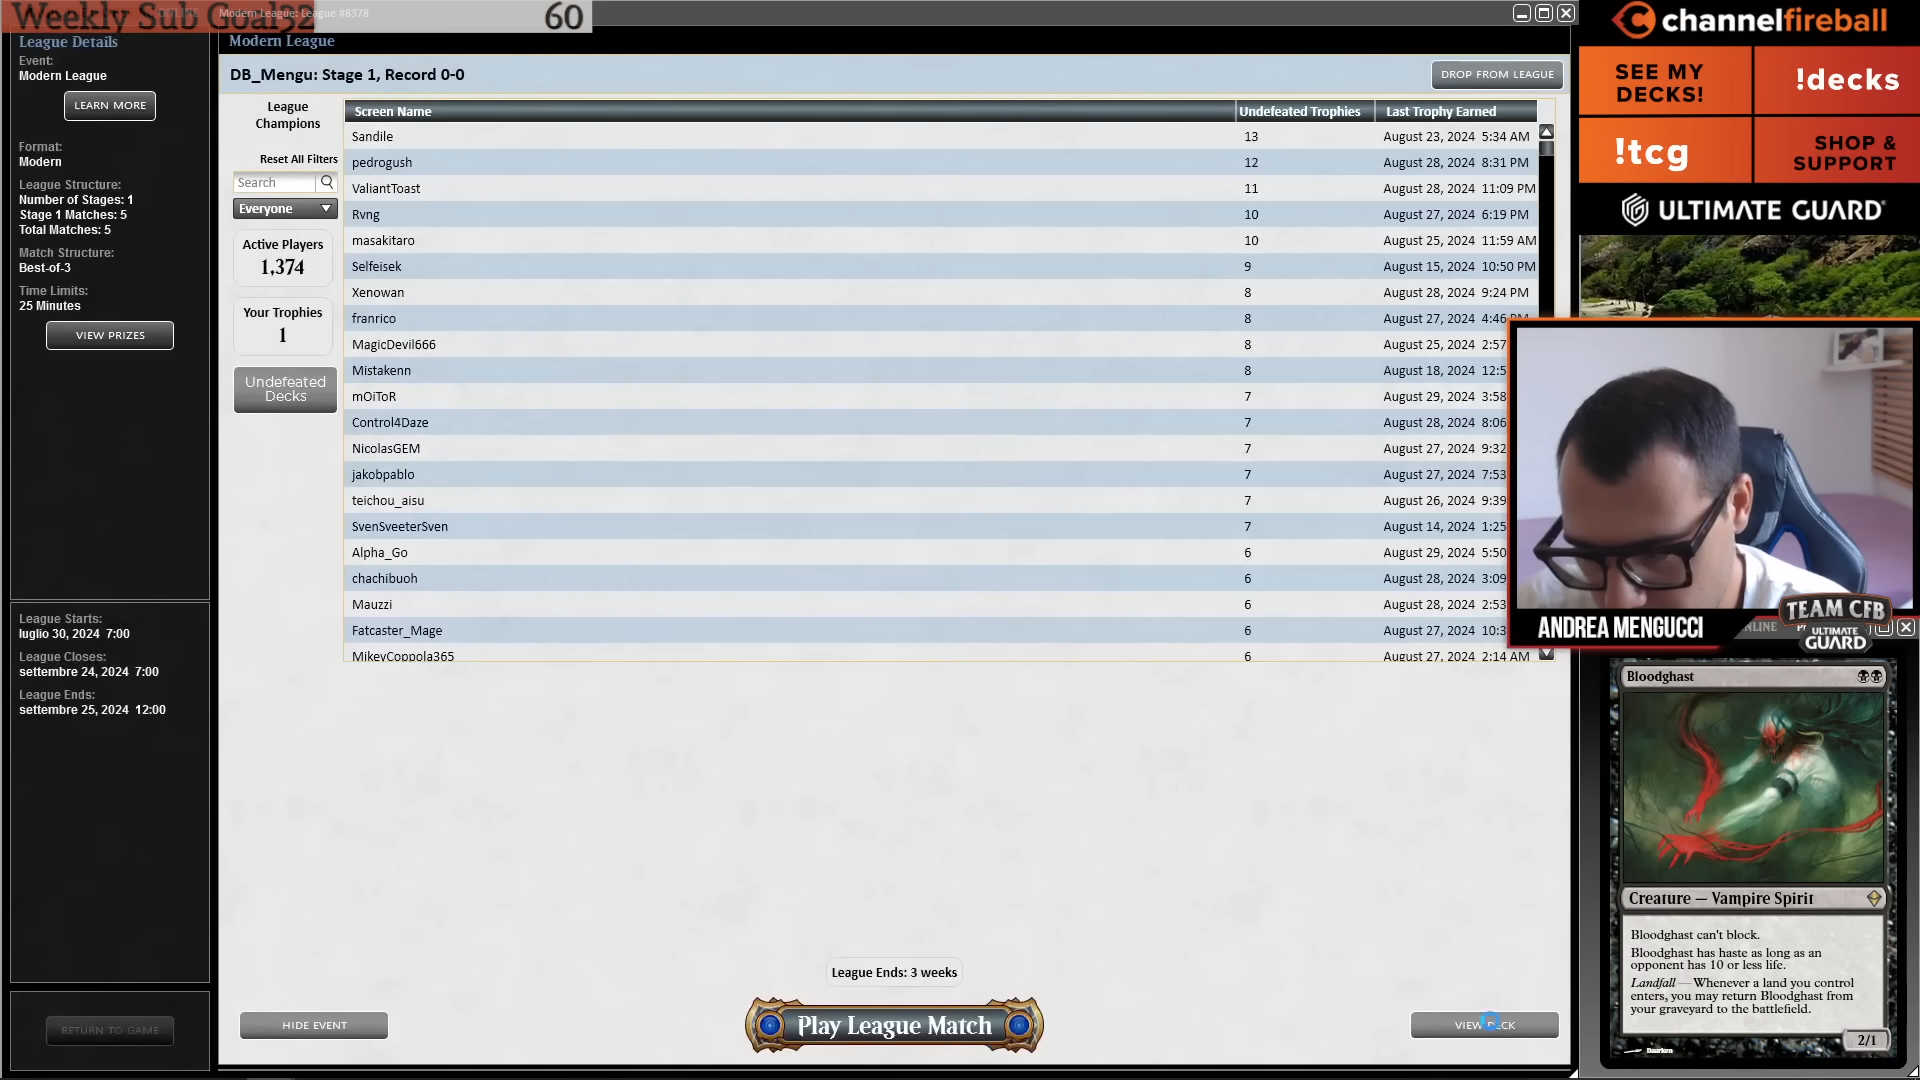 Weekly Sub Goal 32
60
Modern League: League #8378
League Details
Event:
Modern League
LEARN MORE
Format:
Modern
League Structure:
Number of Stages: 1
Stage 1 Matches: 5
Total Matches: 5
Match Structure:
Best-of-3
Time Limits:
25 Minutes
VIEW PRIZES
League Starts:
luglio 30, 2024 7:00
League Closes:
settembre 24, 2024 7:00
League Ends:
settembre 25, 2024 12:00
RETURN TO GAME
Modern League
DB_Mengu: Stage 1, Record 0-0
DROP FROM LEAGUE
League
Champions
Reset All Filters
Search
Everyone
Active Players
1,374
Your Trophies
1
Undefeated
Decks
Screen Name Undefeated Trophies Last Trophy Earned
Sandile 13 August 23, 2024 5:34 AM
pedrogush 12 August 28, 2024 8:31 PM
ValiantToast 11 August 28, 2024 11:09 PM
Rvng 10 August 27, 2024 6:19 PM
masakitaro 10 August 25, 2024 11:59 AM
Selfeisek 9 August 15, 2024 10:50 PM
Xenowan 8 August 28, 2024 9:24 PM
franrico 8 August 27, 2024 4:46 PM
MagicDevil666 8 August 25, 2024 2:57
Mistakenn 8 August 18, 2024 12:5
mOiToR 7 August 29, 2024 3:58
Control4Daze 7 August 28, 2024 8:06
NicolasGEM 7 August 27, 2024 9:32
jakobpablo 7 August 27, 2024 7:53
teichou_aisu 7 August 26, 2024 9:39
SvenSveeterSven 7 August 14, 2024 1:25
Alpha_Go 6 August 29, 2024 5:50
chachibuoh 6 August 28, 2024 3:09
Mauzzi 6 August 28, 2024 2:53
Fatcaster_Mage 6 August 27, 2024 10:3
MikeyCoppola365 6 August 27, 2024 2:14 AM
League Ends: 3 weeks
HIDE EVENT
Play League Match
VIEW DECK
channelfireball
SEE MY
DECKS!
!decks
!tcg
SHOP &
SUPPORT
ULTIMATE GUARD
ANDREA MENGUCCI
TEAM CFB
ULTIMATE
GUARD
Bloodghast
Creature — Vampire Spirit
Bloodghast can't block.
Bloodghast has haste as long as an
opponent has 10 or less life.
Landfall — Whenever a land you control
enters, you may return Bloodghast from
your graveyard to the battlefield.
2/1
Daarken